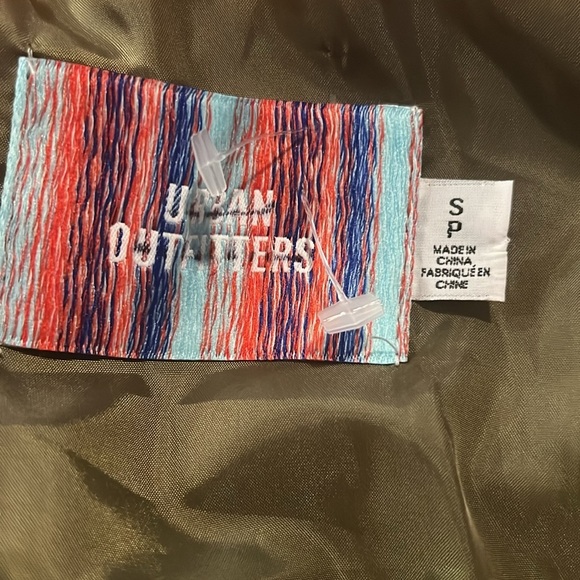 URBAN
OUTFITTERS
S
P
MADE IN
CHINA,
FABRIQUÉ EN
CHINE